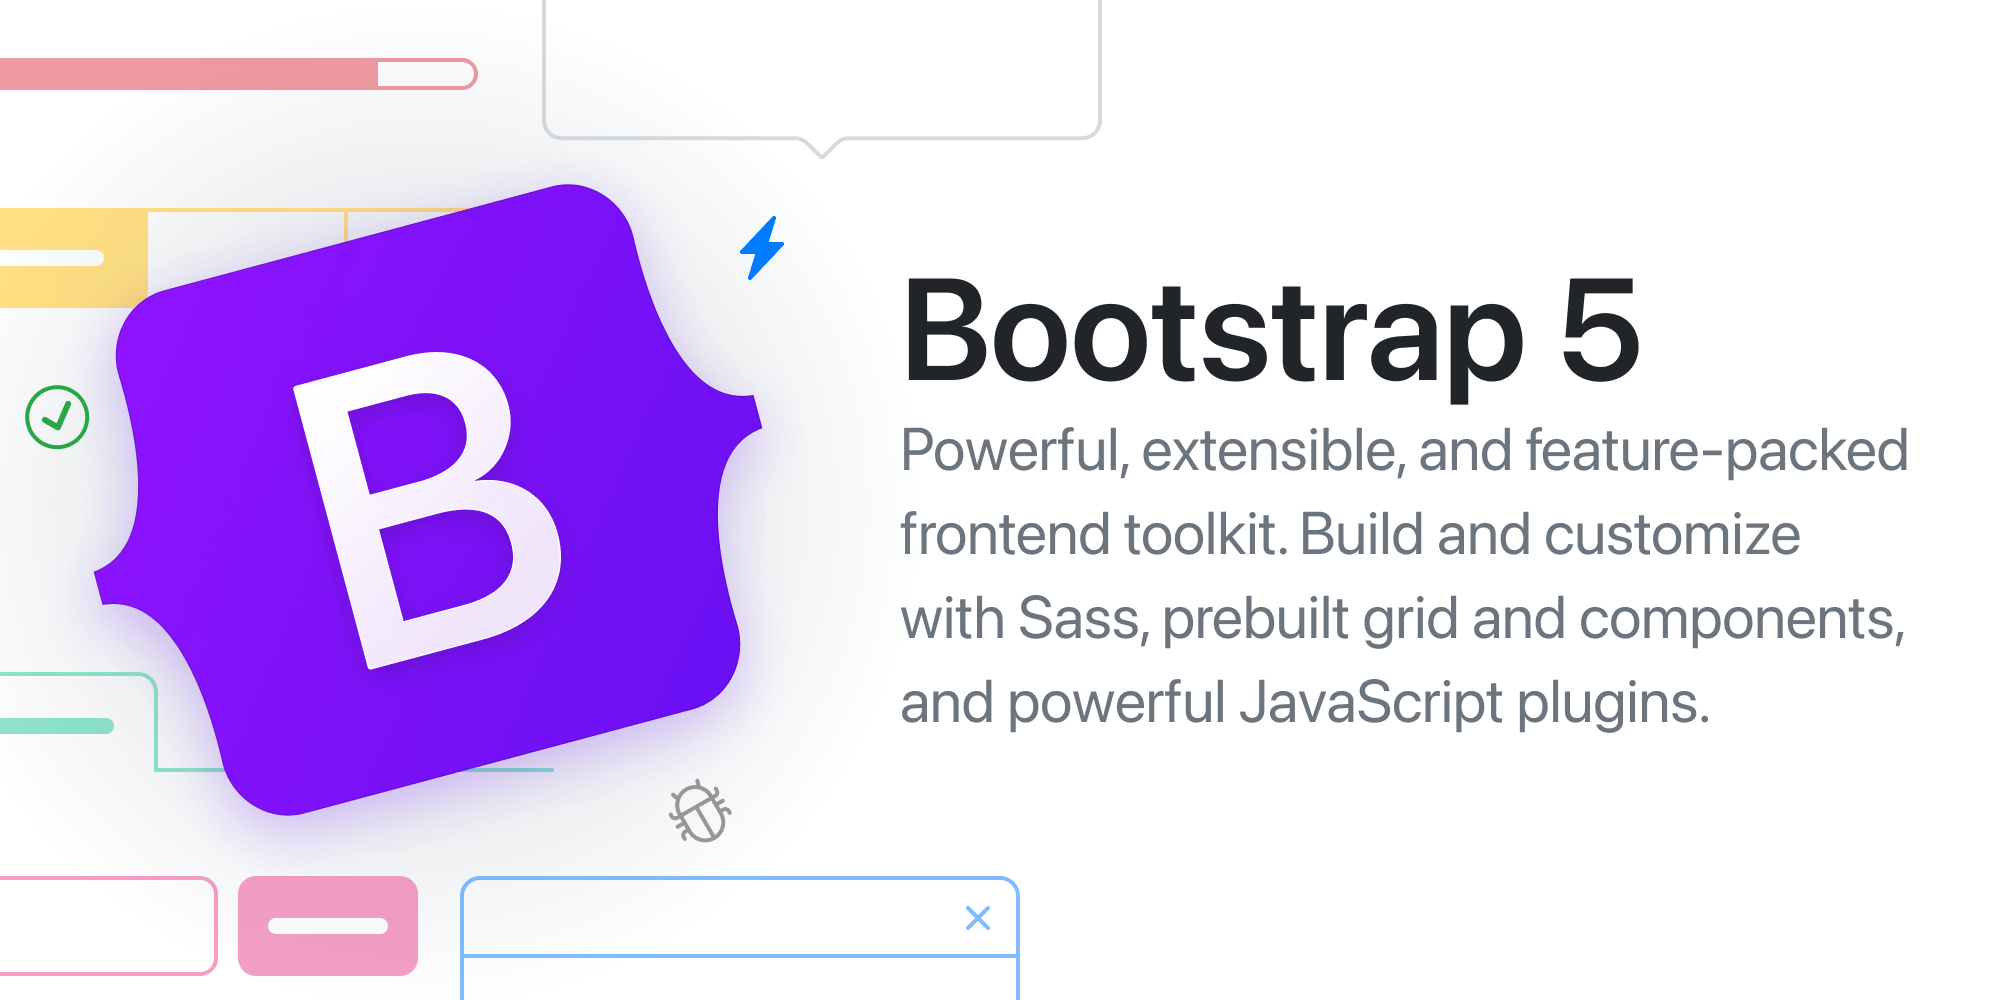 B
Bootstrap 5
Powerful, extensible, and feature-packed
frontend toolkit. Build and customize
with Sass, prebuilt grid and components,
and powerful JavaScript plugins.